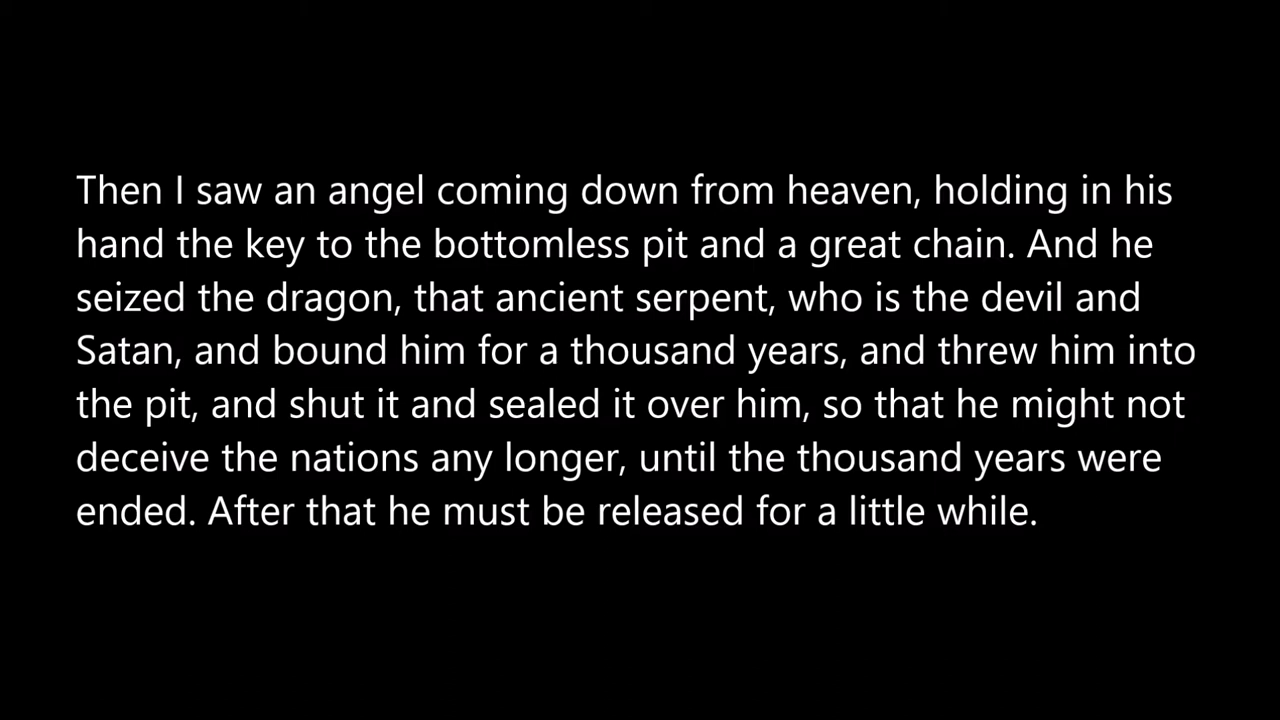 Then I saw an angel coming down from heaven, holding in his
hand the key to the bottomless pit and a great chain. And he
seized the dragon, that ancient serpent, who is the devil and
Satan, and bound him for a thousand years, and threw him into
the pit, and shut it and sealed it over him, so that he might not
deceive the nations any longer, until the thousand years were
ended. After that he must be released for a little while.